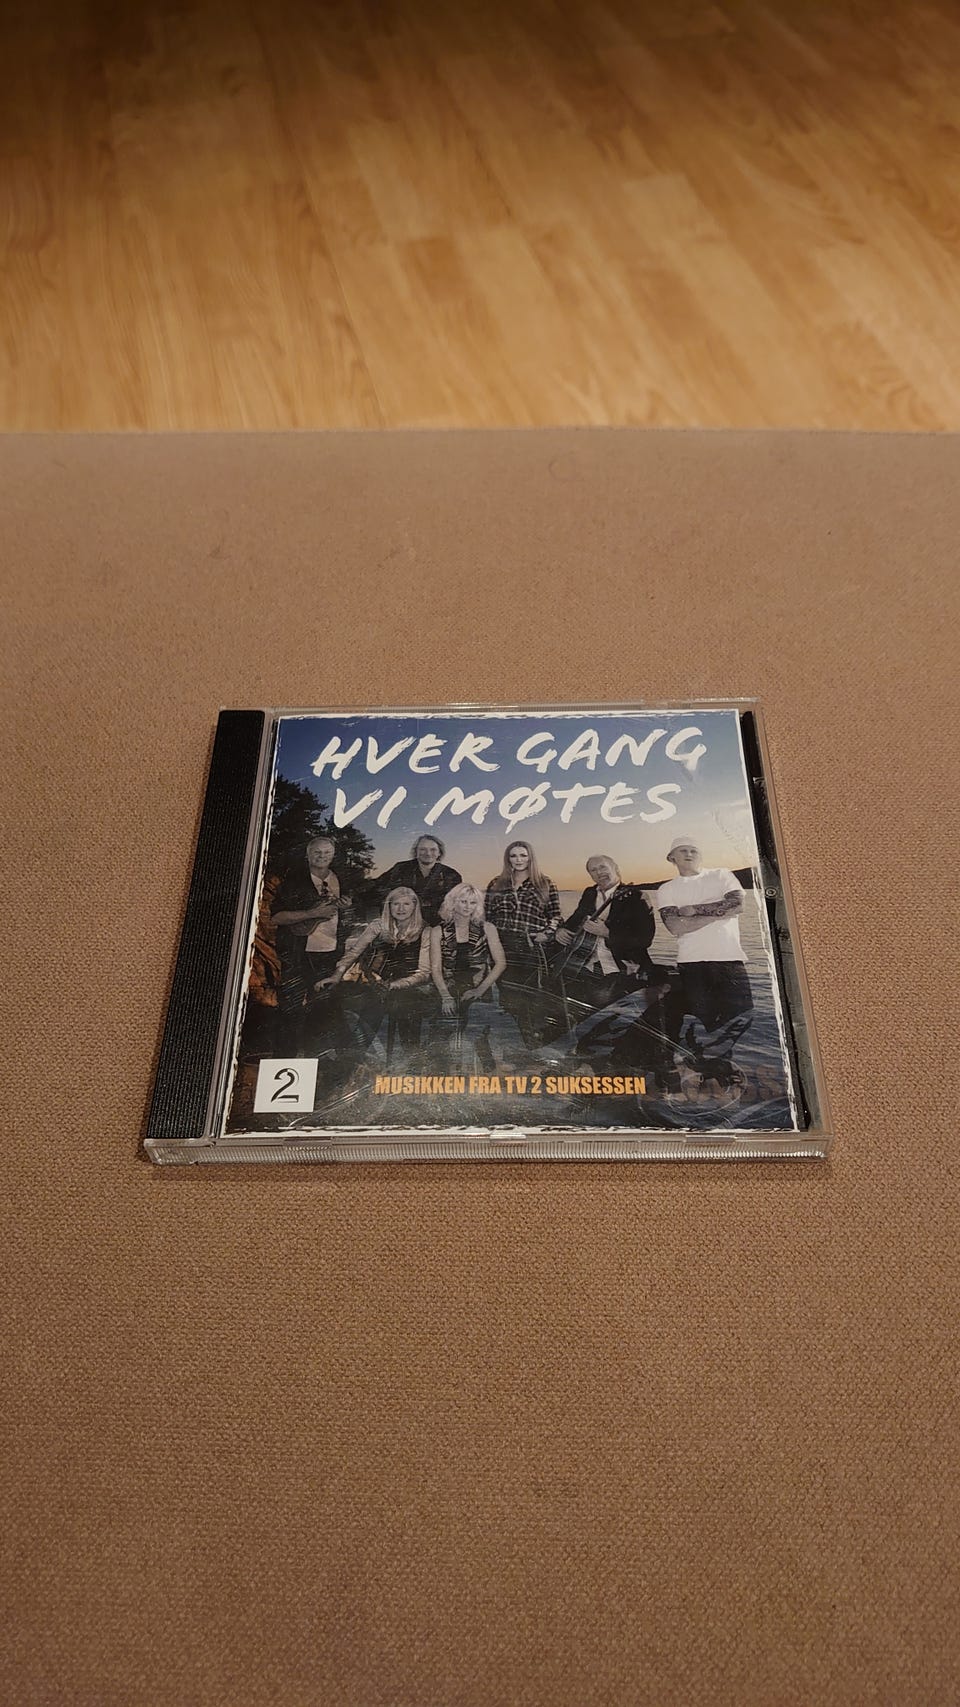 HVER GANG
VI MØTES
2
MUSIKKEN FRA TV 2 SUKSESSEN